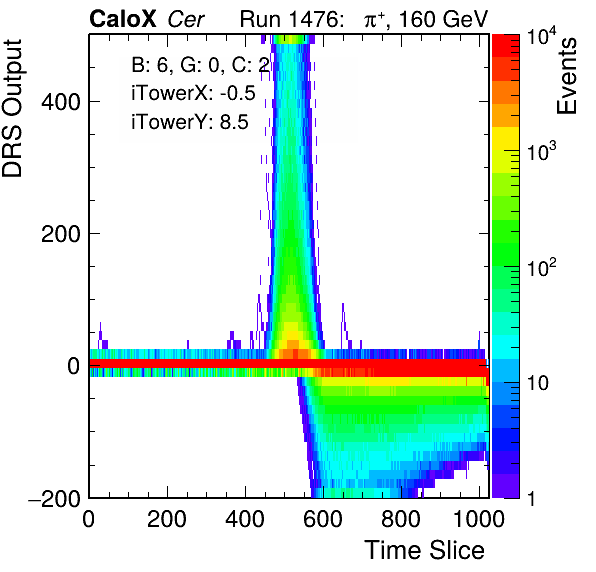 CaloX Cer Run 1476: π⁺, 160 GeV
B: 6, G: 0, C: 2
iTowerX: -0.5
iTowerY: 8.5
DRS Output
400
200
0
−200
0 200 400 600 800 1000
Time Slice
Events
10⁴
10³
10²
10
1